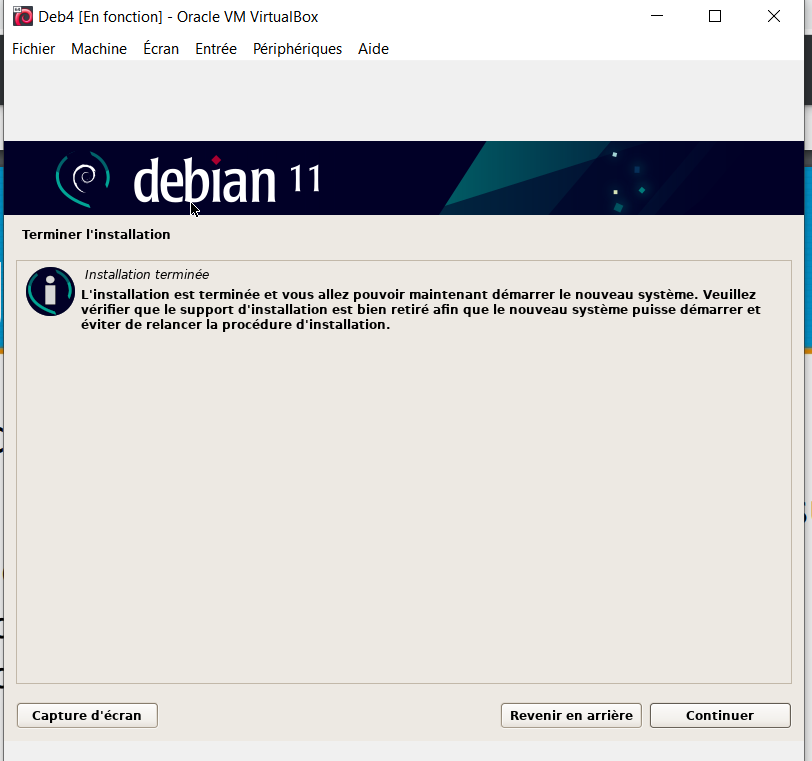 Deb4 [En fonction] - Oracle VM VirtualBox
Fichier Machine Écran Entrée Périphériques Aide
debian 11
Terminer l'installation
Installation terminée
L'installation est terminée et vous allez pouvoir maintenant démarrer le nouveau système. Veuillez
vérifier que le support d'installation est bien retiré afin que le nouveau système puisse démarrer et
éviter de relancer la procédure d'installation.
Capture d'écran Revenir en arrière Continuer